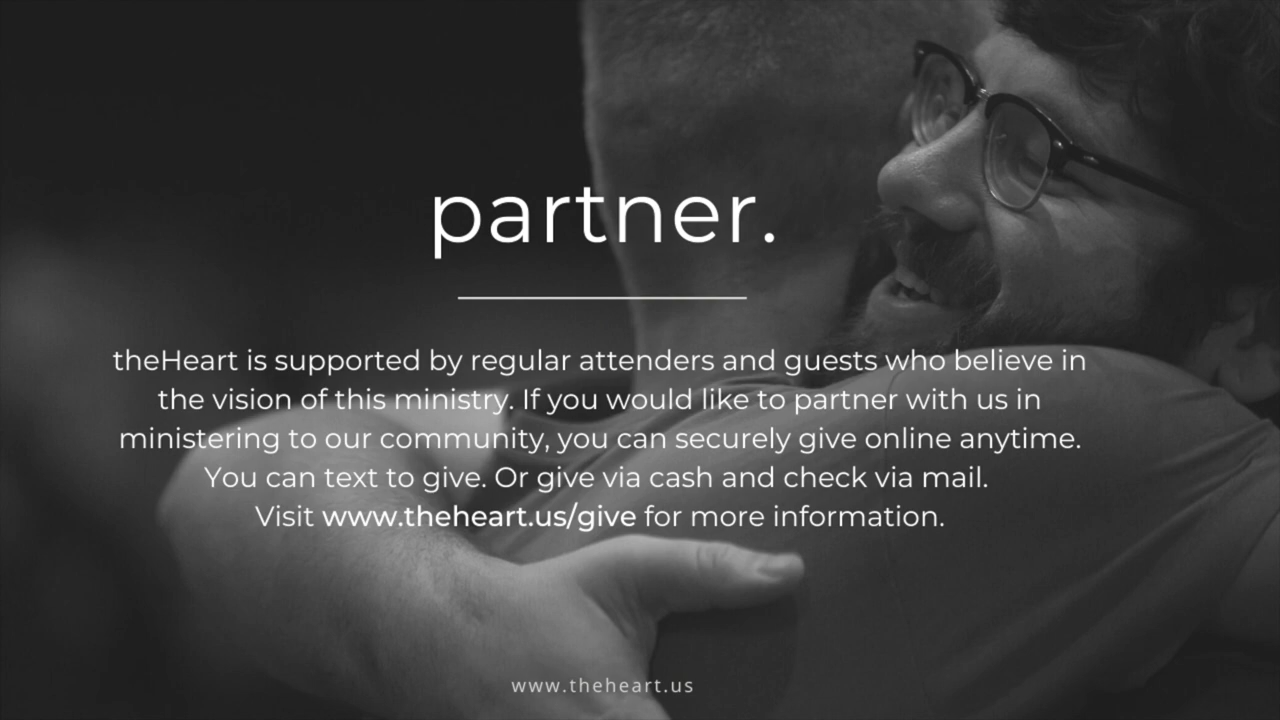 partner.
theHeart is supported by regular attenders and guests who believe in
the vision of this ministry. If you would like to partner with us in
ministering to our community, you can securely give online anytime.
You can text to give. Or give via cash and check via mail.
Visit www.theheart.us/give for more information.
www.theheart.us